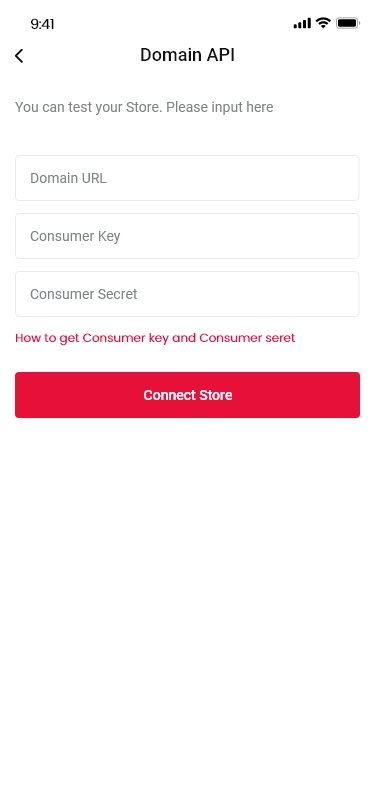 9:41
Domain API
You can test your Store. Please input here
Domain URL
Consumer Key
Consumer Secret
How to get Consumer key and Consumer seret
Connect Store